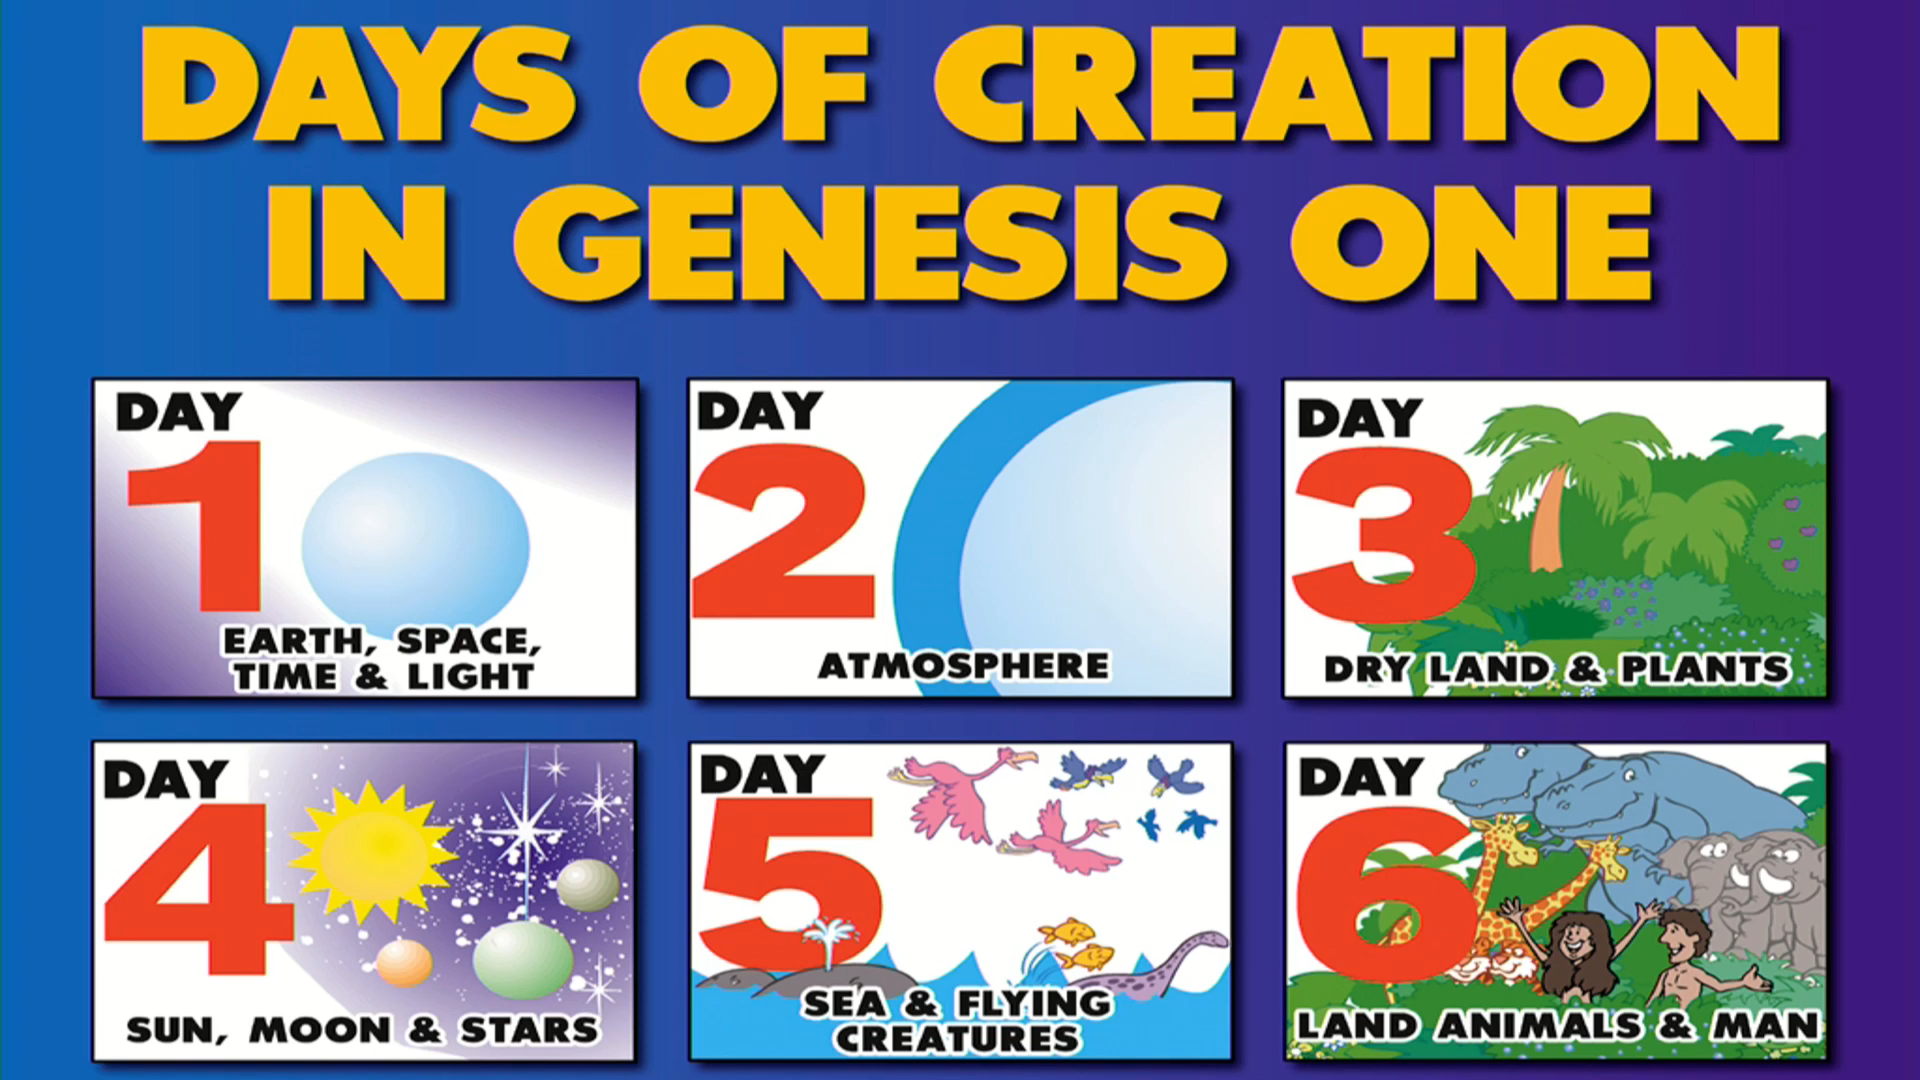 DAYS OF CREATION
IN GENESIS ONE
DAY
1
EARTH, SPACE,
TIME & LIGHT
DAY
2
ATMOSPHERE
DAY
3
DRY LAND & PLANTS
DAY
4
SUN, MOON & STARS
DAY
5
SEA & FLYING
CREATURES
DAY
6
LAND ANIMALS & MAN